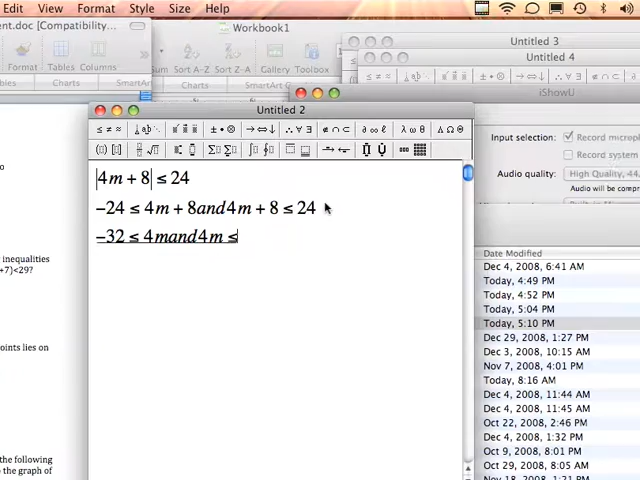 Edit View Format Style Size Help
ent.doc [Compatibility
Workbook1
Untitled 3
Untitled 4
iShowU
Format Tables Columns
Sum Sort A-Z Sort Z-A Gallery Toolbox
Charts SmartArt
Charts SmartArt
Untitled 2
|4m + 8| ≤ 24
−24 ≤ 4m + 8and4m + 8 ≤ 24
−32 ≤ 4mand4m ≤
Input selection: Record microp
Record system
Audio quality: High Quality, 44.
Audio will be compre
inequalities
+7)<29?
oints lies on
the following
o the graph of
Date Modified
Dec 4, 2008, 6:41 AM
Today, 4:49 PM
Today, 4:52 PM
Today, 5:04 PM
Today, 5:10 PM
Dec 29, 2008, 1:27 PM
Dec 3, 2008, 10:15 AM
Nov 7, 2008, 4:01 PM
Today, 8:16 AM
Dec 4, 2008, 11:44 AM
Dec 4, 2008, 11:45 AM
Oct 22, 2008, 2:48 PM
Dec 4, 2008, 1:32 PM
Oct 9, 2008, 8:01 PM
Oct 29, 2008, 8:05 AM